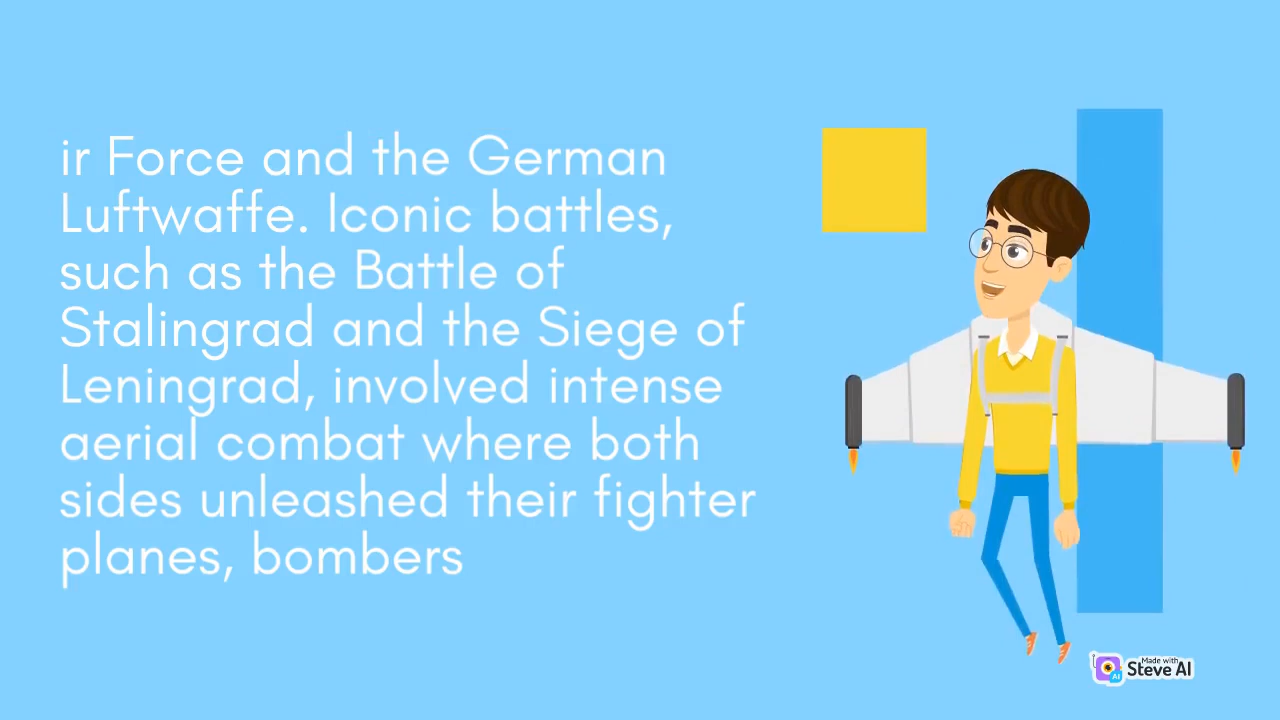 ir Force and the German
Luftwaffe. Iconic battles,
such as the Battle of
Stalingrad and the Siege of
Leningrad, involved intense
aerial combat where both
sides unleashed their fighter
planes, bombers
Made with
Steve AI
AI